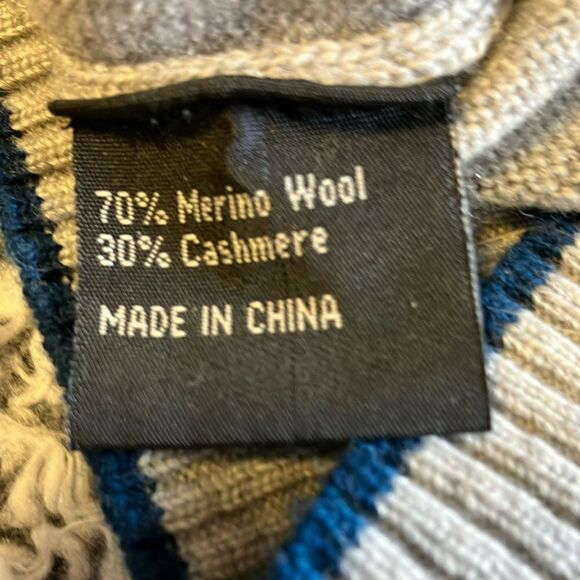 70% Merino Wool
30% Cashmere
MADE IN CHINA